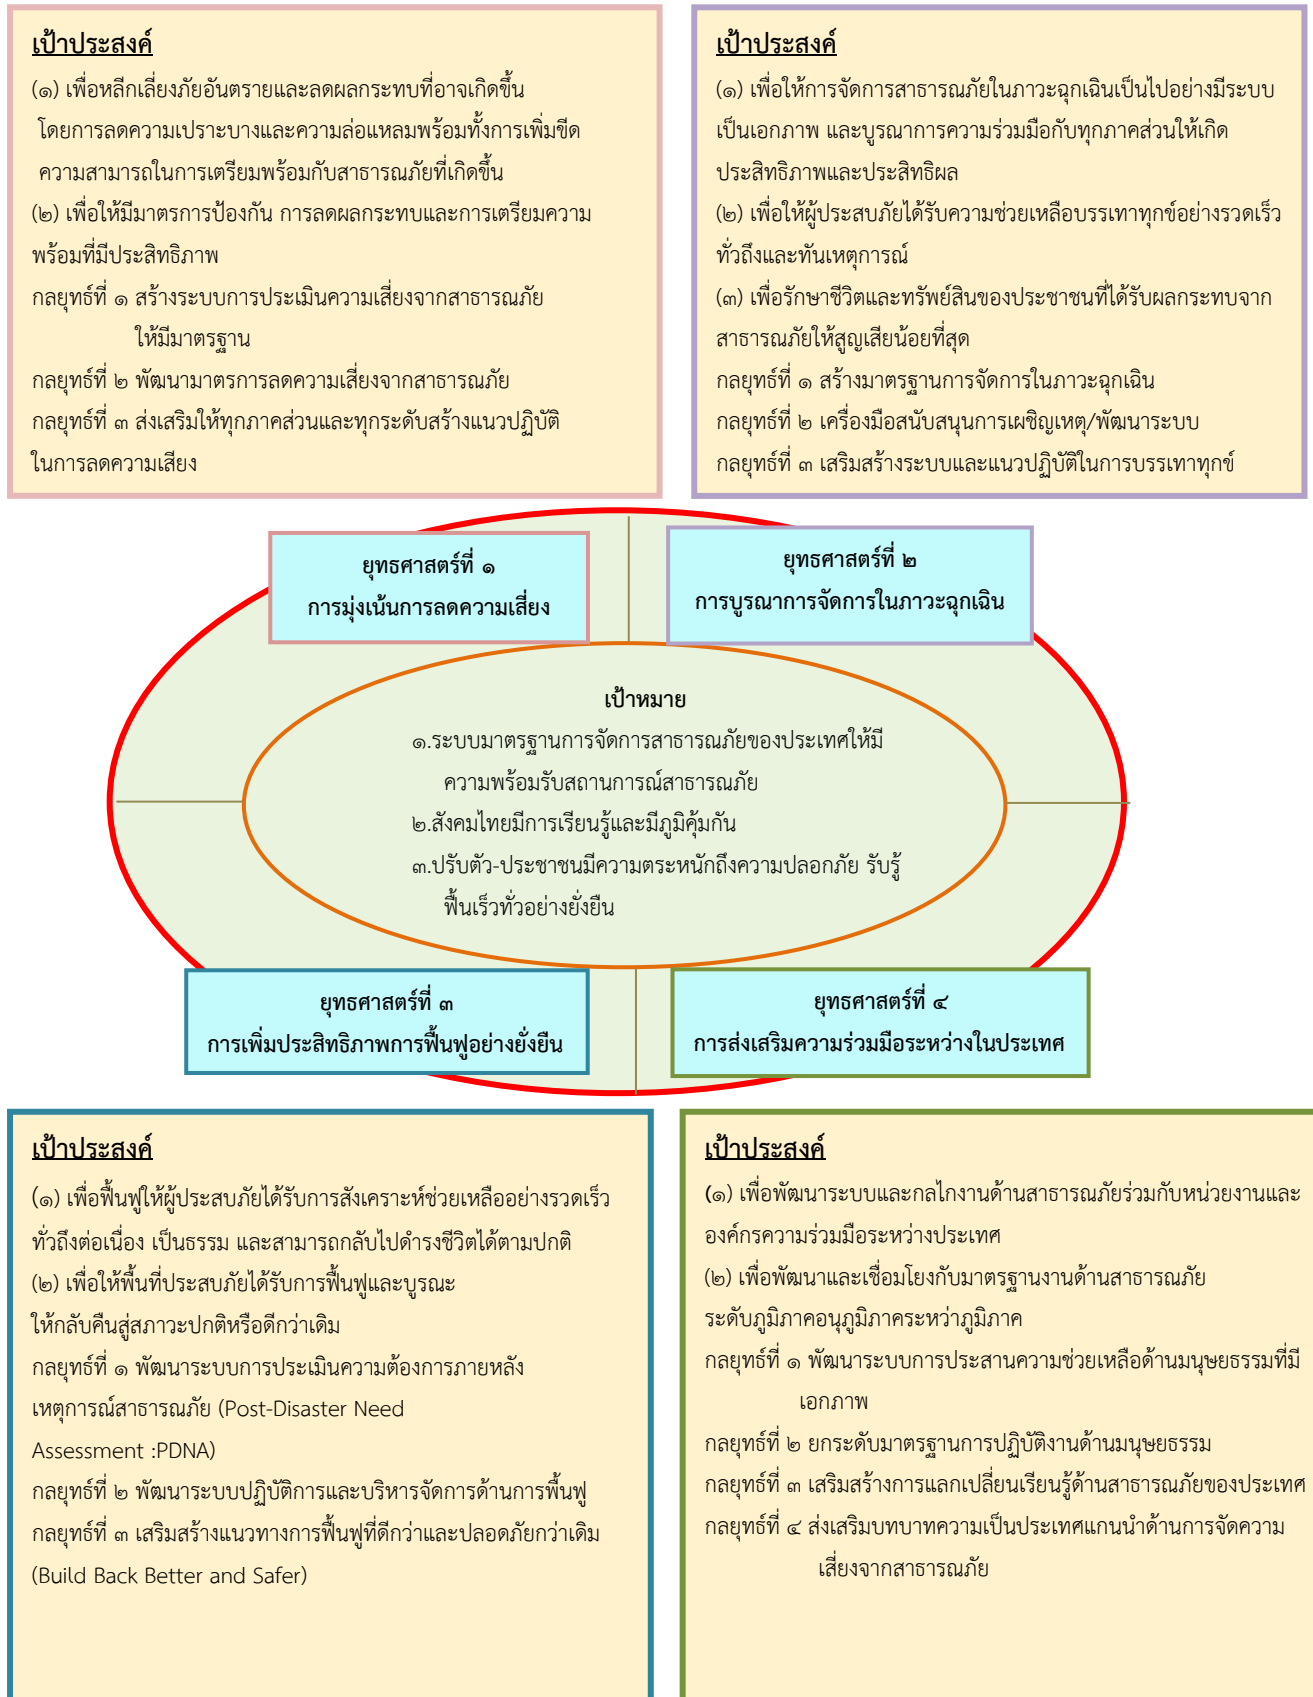 เป้าประสงค์
(๑) เพื่อหลีกเลี่ยงภัยอันตรายและลดผลกระทบที่อาจเกิดขึ้น
โดยการลดความเปราะบางและความล่อแหลมพร้อมทั้งการเพิ่มขีด
ความสามารถในการเตรียมพร้อมกับสาธารณภัยที่เกิดขึ้น
(๒) เพื่อให้มีมาตรการป้องกัน การลดผลกระทบและการเตรียมความ
พร้อมที่มีประสิทธิภาพ
กลยุทธ์ที่ ๑ สร้างระบบการประเมินความเสี่ยงจากสาธารณภัย
ให้มีมาตรฐาน
กลยุทธ์ที่ ๒ พัฒนามาตรการลดความเสี่ยงจากสาธารณภัย
กลยุทธ์ที่ ๓ ส่งเสริมให้ทุกภาคส่วนและทุกระดับสร้างแนวปฏิบัติ
ในการลดความเสียง
เป้าประสงค์
(๑) เพื่อให้การจัดการสาธารณภัยในภาวะฉุกเฉินเป็นไปอย่างมีระบบ
เป็นเอกภาพ และบูรณาการความร่วมมือกับทุกภาคส่วนให้เกิด
ประสิทธิภาพและประสิทธิผล
(๒) เพื่อให้ผู้ประสบภัยได้รับความช่วยเหลือบรรเทาทุกข์อย่างรวดเร็ว
ทั่วถึงและทันเหตุการณ์
(๓) เพื่อรักษาชีวิตและทรัพย์สินของประชาชนที่ได้รับผลกระทบจาก
สาธารณภัยให้สูญเสียน้อยที่สุด
กลยุทธ์ที่ ๑ สร้างมาตรฐานการจัดการในภาวะฉุกเฉิน
กลยุทธ์ที่ ๒ เครื่องมือสนับสนุนการเผชิญเหตุ/พัฒนาระบบ
กลยุทธ์ที่ ๓ เสริมสร้างระบบและแนวปฏิบัติในการบรรเทาทุกข์
ยุทธศาสตร์ที่ ๑
การมุ่งเน้นการลดความเสี่ยง
ยุทธศาสตร์ที่ ๒
การบูรณาการจัดการในภาวะฉุกเฉิน
เป้าหมาย
๑.ระบบมาตรฐานการจัดการสาธารณภัยของประเทศให้มี
ความพร้อมรับสถานการณ์สาธารณภัย
๒.สังคมไทยมีการเรียนรู้และมีภูมิคุ้มกัน
๓.ปรับตัว-ประชาชนมีความตระหนักถึงความปลอกภัย รับรู้
ฟื้นเร็วทั่วอย่างยั่งยืน
ยุทธศาสตร์ที่ ๓
การเพิ่มประสิทธิภาพการฟื้นฟูอย่างยั่งยืน
ยุทธศาสตร์ที่ ๔
การส่งเสริมความร่วมมือระหว่างในประเทศ
เป้าประสงค์
(๑) เพื่อฟื้นฟูให้ผู้ประสบภัยได้รับการสังเคราะห์ช่วยเหลืออย่างรวดเร็ว
ทั่วถึงต่อเนื่อง เป็นธรรม และสามารถกลับไปดำรงชีวิตได้ตามปกติ
(๒) เพื่อให้พื้นที่ประสบภัยได้รับการฟื้นฟูและบูรณะ
ให้กลับคืนสู่สภาวะปกติหรือดีกว่าเดิม
กลยุทธ์ที่ ๑ พัฒนาระบบการประเมินความต้องการภายหลัง
เหตุการณ์สาธารณภัย (Post-Disaster Need
Assessment :PDNA)
กลยุทธ์ที่ ๒ พัฒนาระบบปฏิบัติการและบริหารจัดการด้านการพื้นฟู
กลยุทธ์ที่ ๓ เสริมสร้างแนวทางการฟื้นฟูที่ดีกว่าและปลอดภัยกว่าเดิม
(Build Back Better and Safer)
เป้าประสงค์
(๑) เพื่อพัฒนาระบบและกลไกงานด้านสาธารณภัยร่วมกับหน่วยงานและ
องค์กรความร่วมมือระหว่างประเทศ
(๒) เพื่อพัฒนาและเชื่อมโยงกับมาตรฐานงานด้านสาธารณภัย
ระดับภูมิภาคอนุภูมิภาคระหว่าภูมิภาค
กลยุทธ์ที่ ๑ พัฒนาระบบการประสานความช่วยเหลือด้านมนุษยธรรมที่มี
เอกภาพ
กลยุทธ์ที่ ๒ ยกระดับมาตรฐานการปฏิบัติงานด้านมนุษยธรรม
กลยุทธ์ที่ ๓ เสริมสร้างการแลกเปลี่ยนเรียนรู้ด้านสาธารณภัยของประเทศ
กลยุทธ์ที่ ๔ ส่งเสริมบทบาทความเป็นประเทศแกนนำด้านการจัดความ
เสี่ยงจากสาธารณภัย